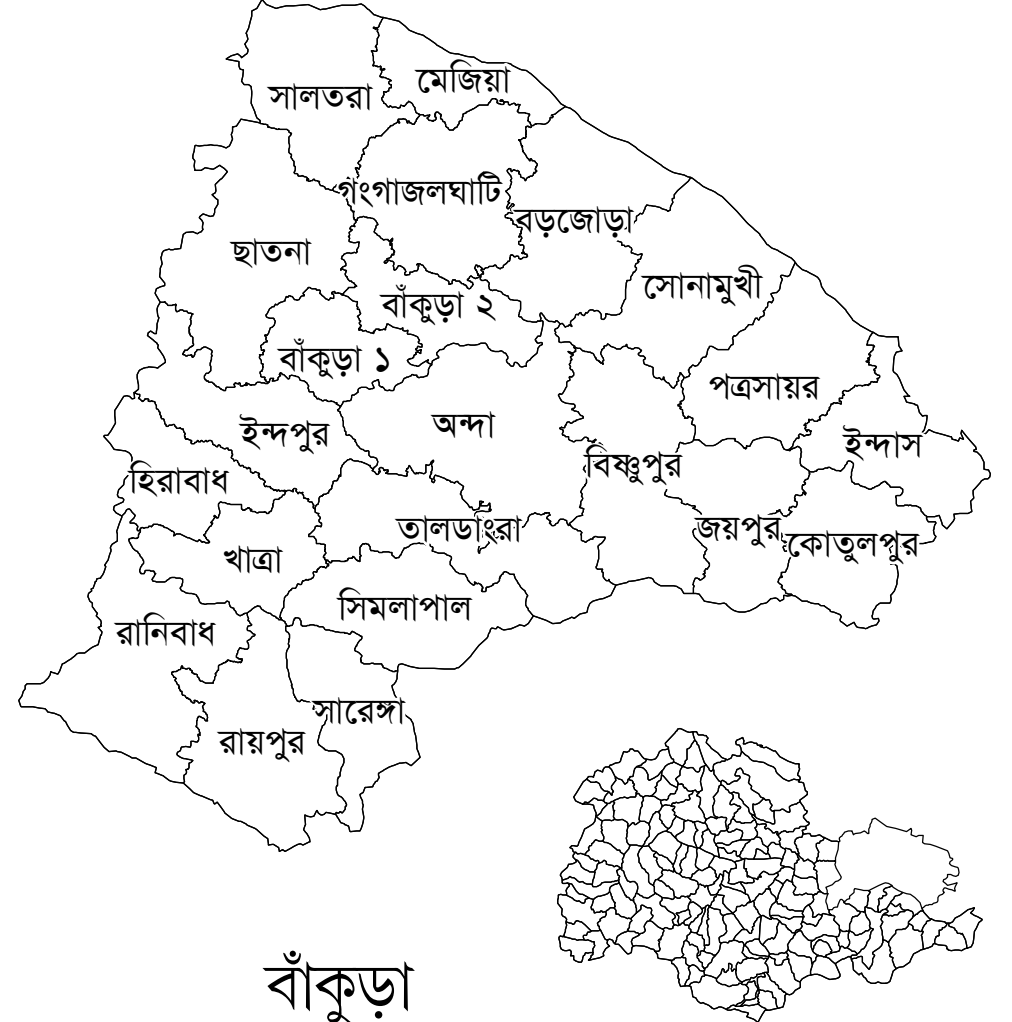 মেজিয়া
সালতরা
গংগাজলঘাটি
বড়জোড়া
ছাতনা
সোনামুখী
বাঁকুড়া ২
বাঁকুড়া ১
পত্রসায়র
অন্দা
ইন্দপুর
ইন্দাস
বিষ্ণুপুর
হিরাবাধ
তালডাংরা
জয়পুর
কোতুলপুর
খাত্রা
সিমলাপাল
রানিবাধ
সারেঙ্গা
রায়পুর
বাঁকুড়া